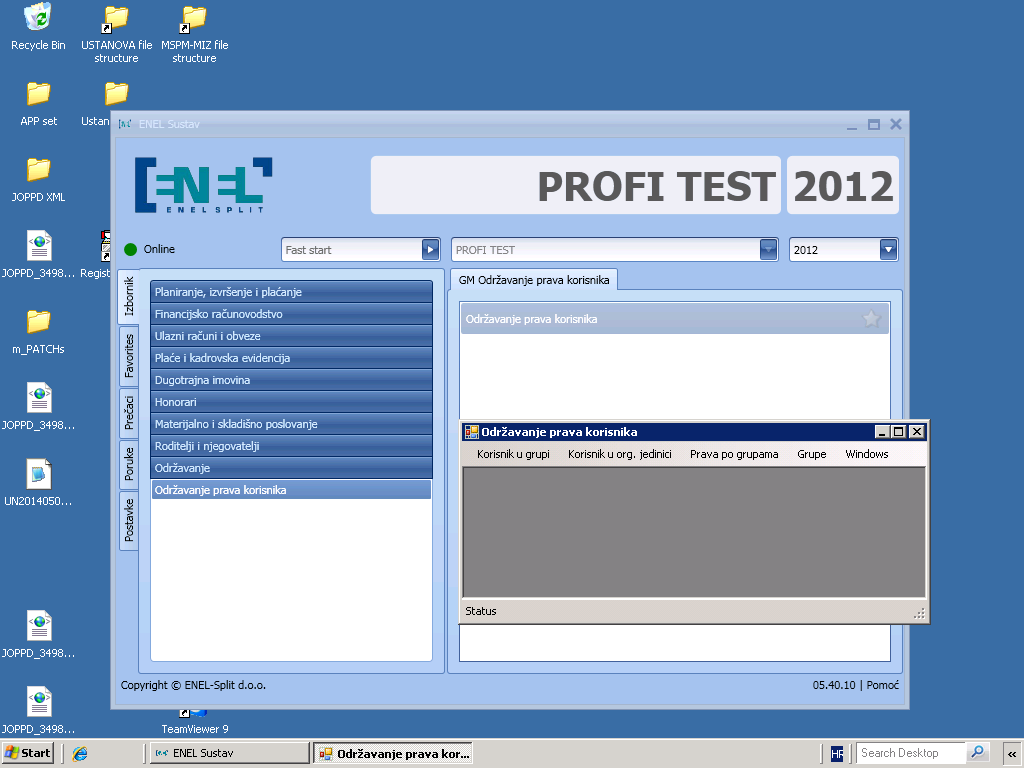 Recycle Bin
USTANOVA file
structure
MSPM-MIZ file
structure
APP set
Ustan
JOPPD XML
JOPPD_3498...
Regist
m_PATCHs
JOPPD_3498...
UN2014050...
JOPPD_3498...
JOPPD_3498...
TeamViewer 9
ENEL Sustav
ENEL
ENELSPLIT
PROFI TEST
2012
Online
Fast start
PROFI TEST
2012
Izbornik
Favorites
Prečaci
Poruke
Postavke
Planiranje, izvršenje i plaćanje
Financijsko računovodstvo
Ulazni računi i obveze
Plaće i kadrovska evidencija
Dugotrajna imovina
Honorari
Materijalno i skladišno poslovanje
Roditelji i njegovatelji
Održavanje
Održavanje prava korisnika
GM Održavanje prava korisnika
Održavanje prava korisnika
Održavanje prava korisnika
Korisnik u grupi Korisnik u org. jedinici Prava po grupama Grupe Windows
Status
Copyright © ENEL-Split d.o.o.
05.40.10 | Pomoć
Start
ENEL Sustav
Održavanje prava kor...
HR
Search Desktop
«